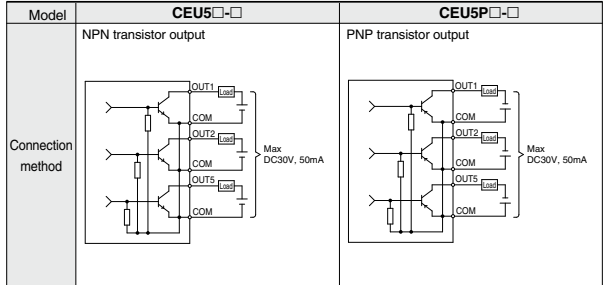 Model CEU5□-□ CEU5P□-□
Connection
method
NPN transistor output
OUT1
Load
COM
OUT2
Load
COM
OUT5
Load
COM
Max
DC30V, 50mA
PNP transistor output
OUT1
Load
COM
OUT2
Load
COM
OUT5
Load
COM
Max
DC30V, 50mA